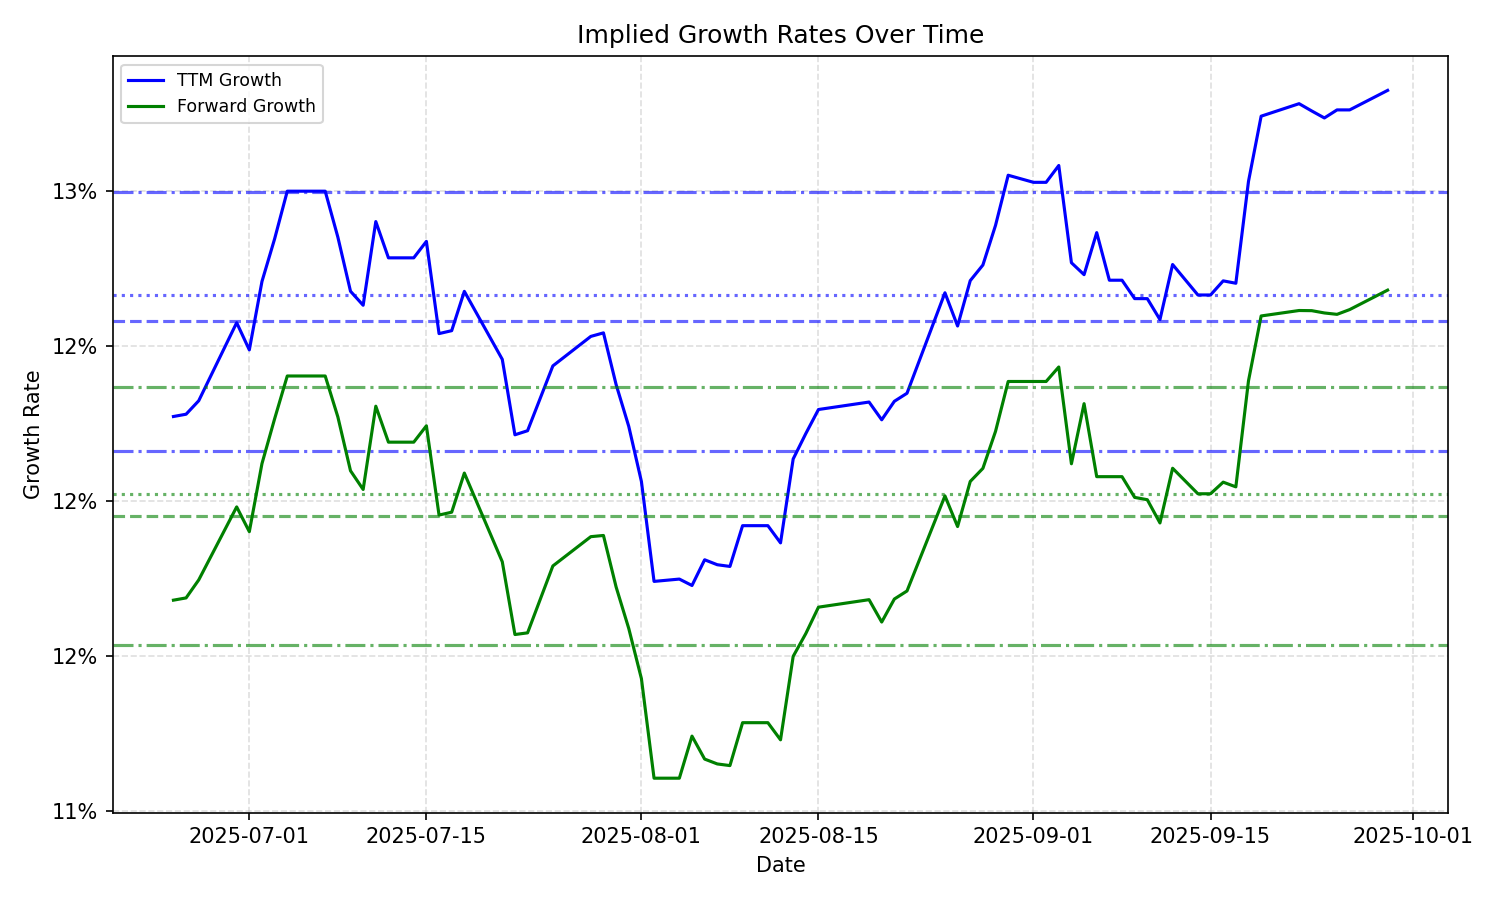 Implied Growth Rates Over Time
TTM Growth
Forward Growth
13%
12%
12%
12%
11%
Growth Rate
2025-07-01
2025-07-15
2025-08-01
2025-08-15
2025-09-01
2025-09-15
2025-10-01
Date